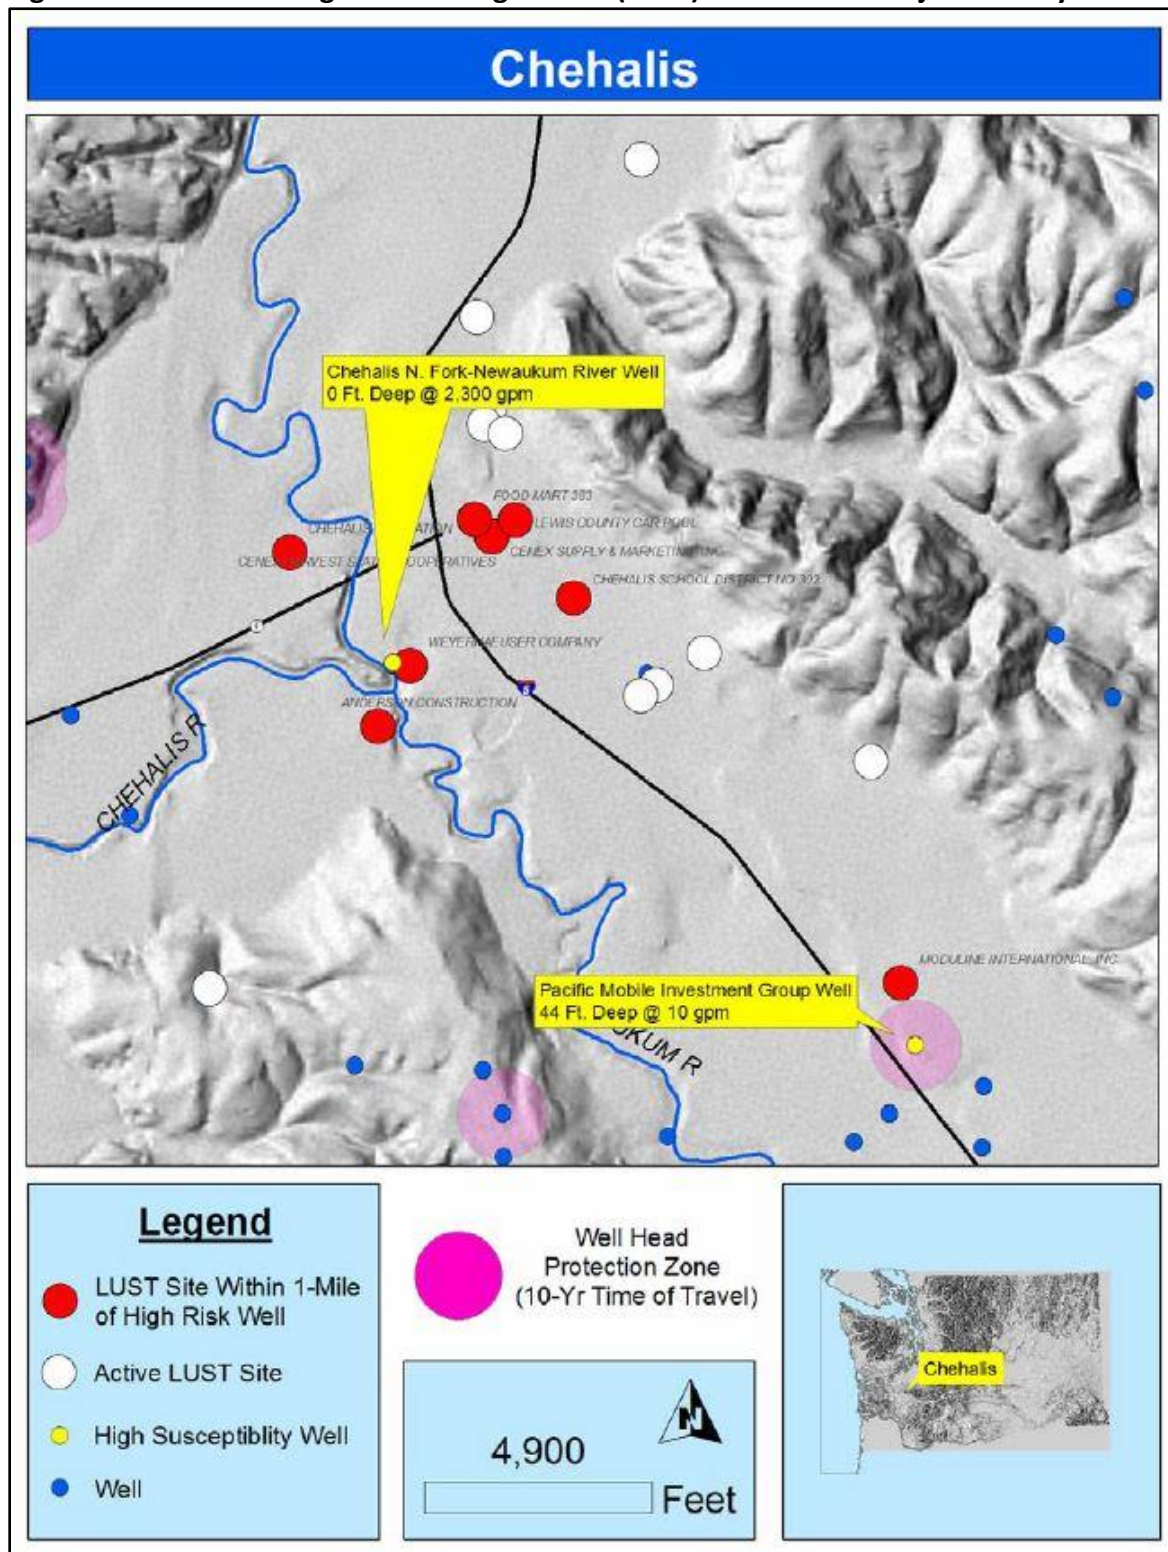 Chehalis
Chehalis N. Fork-Newaukum River Well
0 Ft. Deep @ 2,300 gpm
FOOD MART 303
LEWIS COUNTY CAR POOL
CHEHALIS
CENEX SUPPLY & MARKETING INC
CENEX
CHEHALIS SCHOOL DISTRICT NO 302
WEYERHAEUSER COMPANY
ANDERSON CONSTRUCTION
CHEHALIS R
MODULINE INTERNATIONAL, INC
Pacific Mobile Investment Group Well
44 Ft. Deep @ 10 gpm
UKUM R
Legend
LUST Site Within 1-Mile
of High Risk Well
Active LUST Site
High Susceptiblity Well
Well
Well Head
Protection Zone
(10-Yr Time of Travel)
N
4,900
Feet
Chehalis